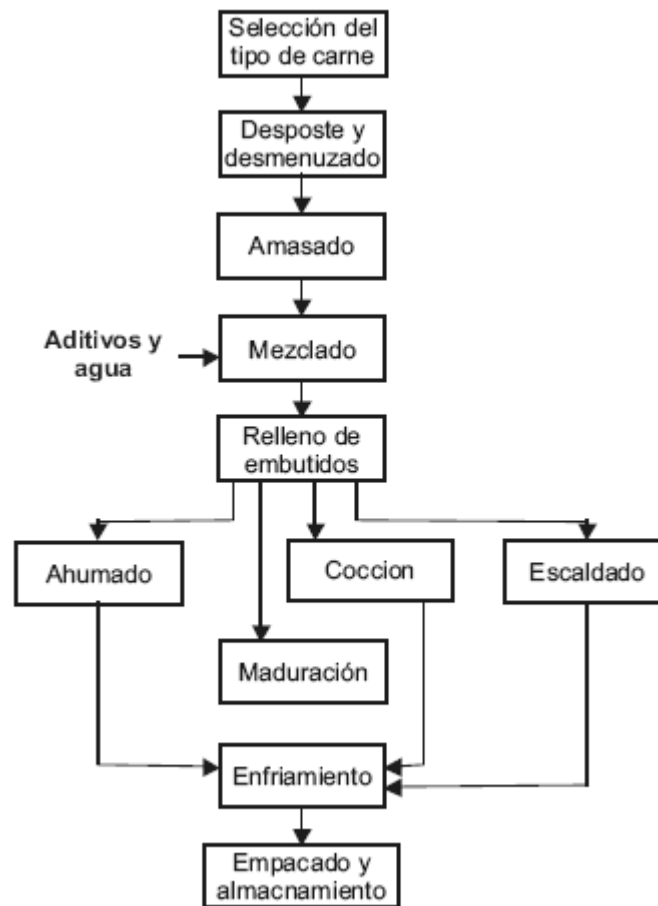 Selección del
tipo de carne
Desposte y
desmenuzado
Amasado
Aditivos y
agua
Mezclado
Relleno de
embutidos
Ahumado
Coccion
Escaldado
Maduración
Enfriamiento
Empacado y
almacnamiento